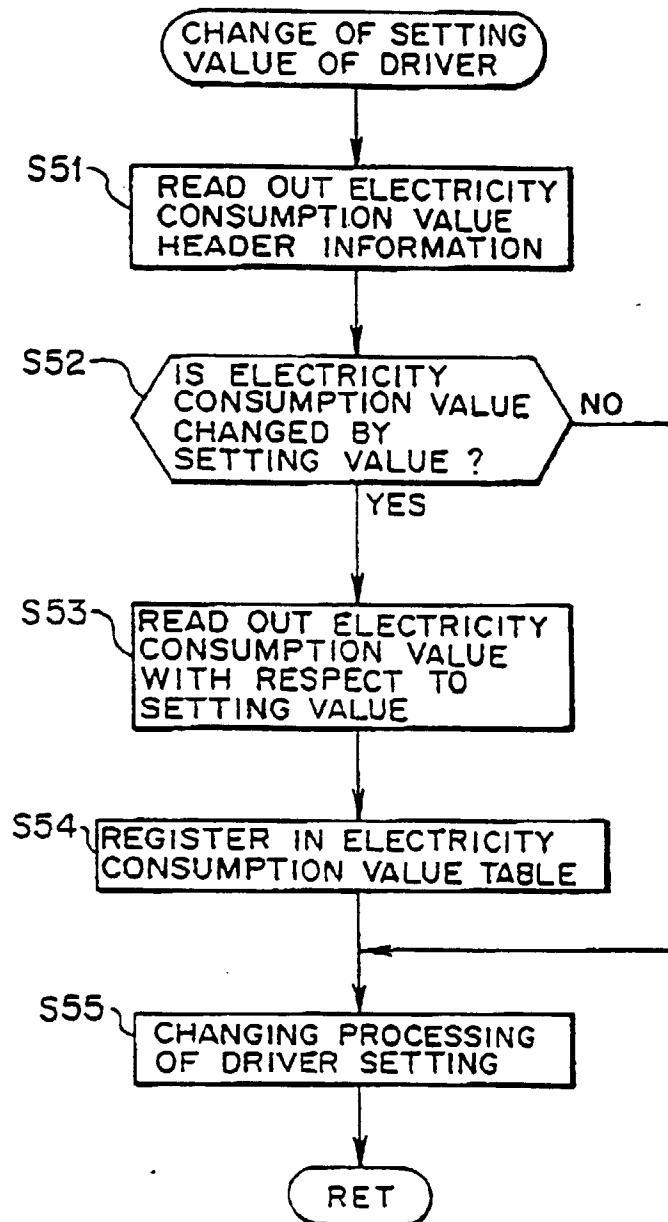 CHANGE OF SETTING
VALUE OF DRIVER
S51
READ OUT ELECTRICITY
CONSUMPTION VALUE
HEADER INFORMATION
S52
IS ELECTRICITY
CONSUMPTION VALUE
CHANGED BY
SETTING VALUE ?
NO
YES
S53
READ OUT ELECTRICITY
CONSUMPTION VALUE
WITH RESPECT TO
SETTING VALUE
S54
REGISTER IN ELECTRICITY
CONSUMPTION VALUE TABLE
S55
CHANGING PROCESSING
OF DRIVER SETTING
RET